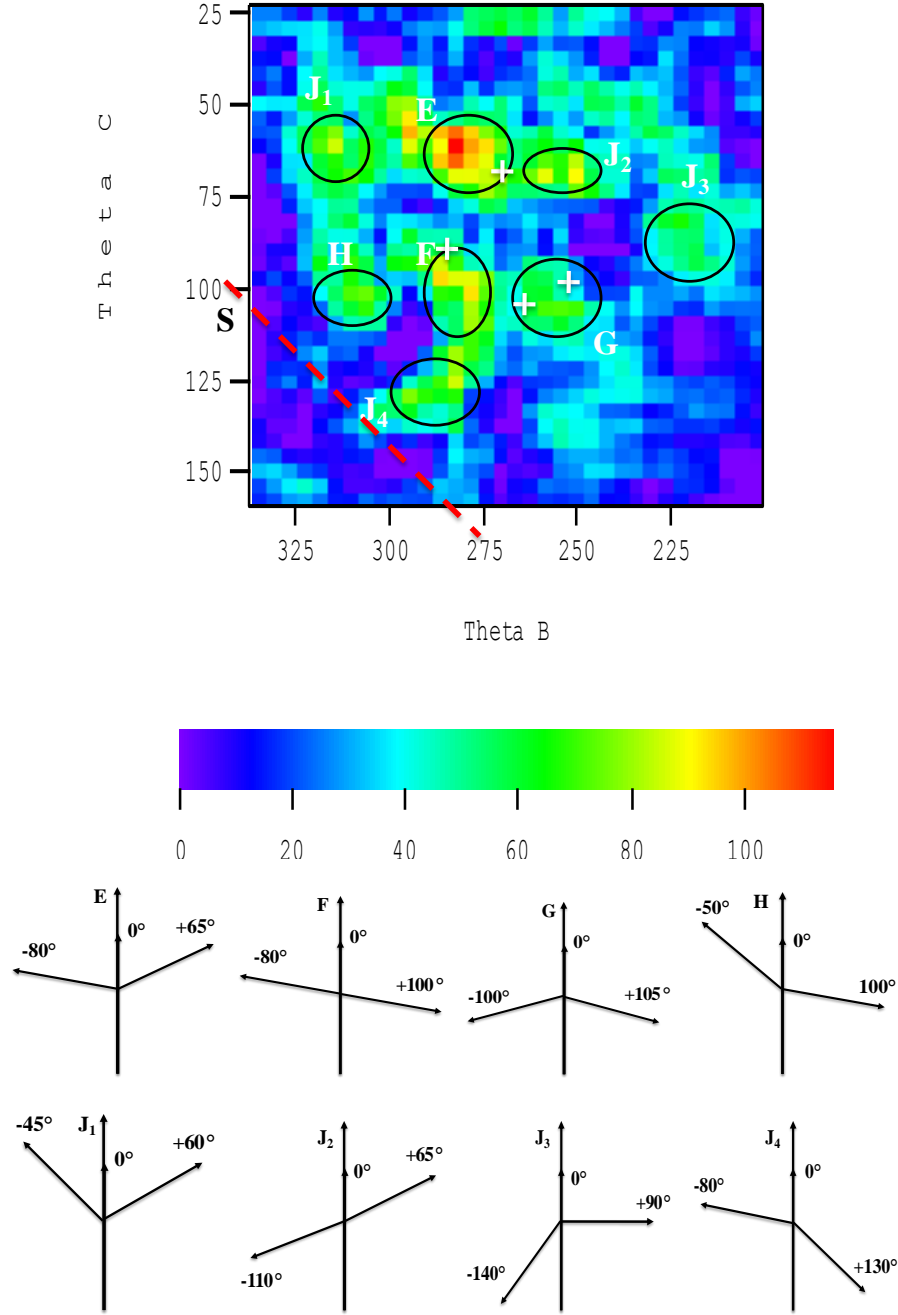 25
50
75
100
125
150
Theta C
J₁
E
J₂
J₃
H
F
S
G
J₄
325 300 275 250 225
Theta B
0 20 40 60 80 100
E
0°
+65°
-80°
F
0°
-80°
+100°
G
0°
-100°
+105°
H
-50°
0°
100°
J₁
-45°
0°
+60°
J₂
0°
+65°
-110°
J₃
0°
+90°
-140°
J₄
0°
-80°
+130°